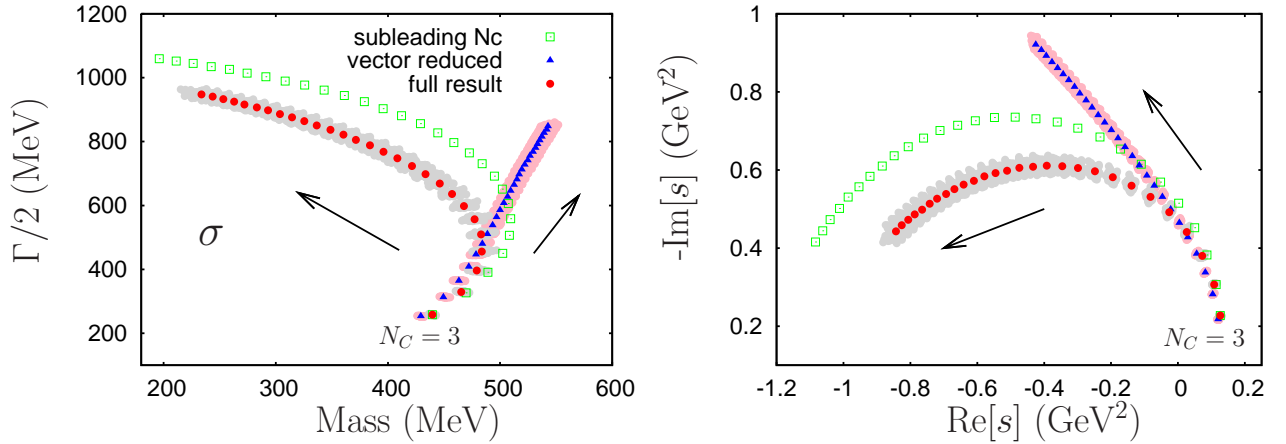 1200
1000
800
600
400
200
Γ/2 (MeV)
subleading Nc
vector reduced
full result
σ
N_C = 3
200 300 400 500 600
Mass (MeV)
1
0.8
0.6
0.4
0.2
-Im[s] (GeV²)
N_C = 3
-1.2 -1 -0.8 -0.6 -0.4 -0.2 0 0.2
Re[s] (GeV²)